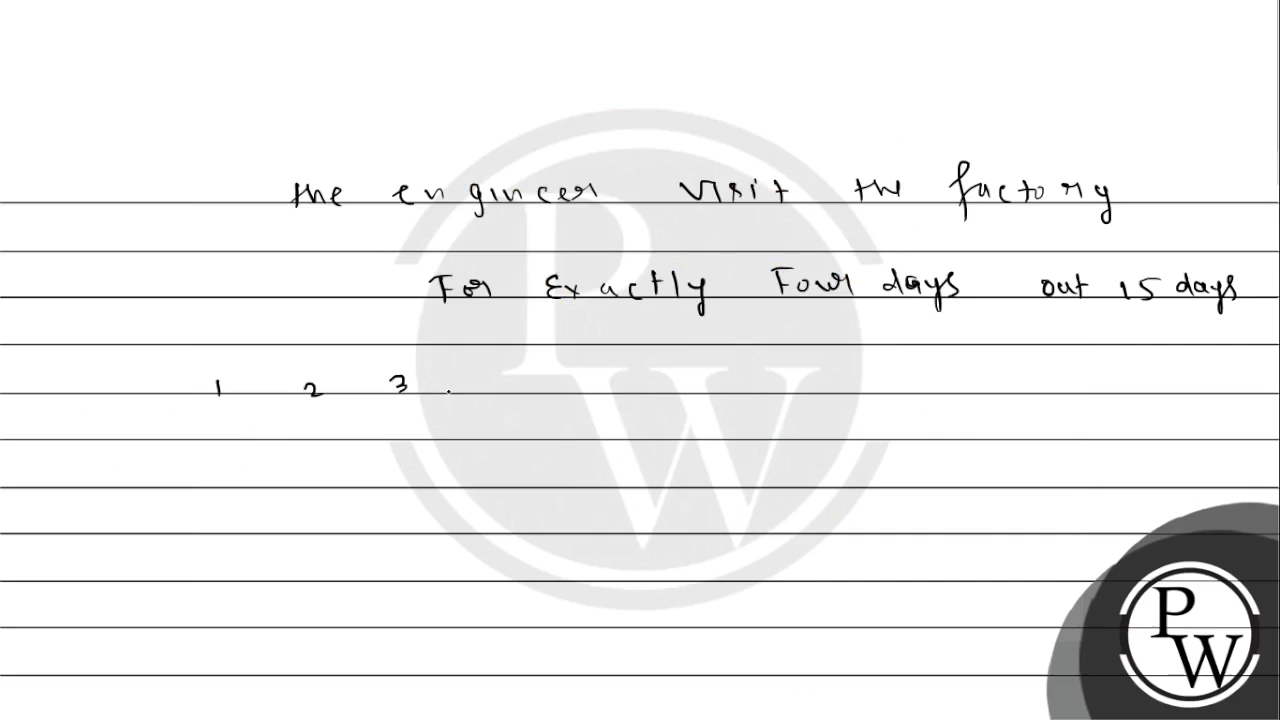 the engineer visit the factory
For Exactly Four days out 15 days
1 2 3 .
P
W
P
W